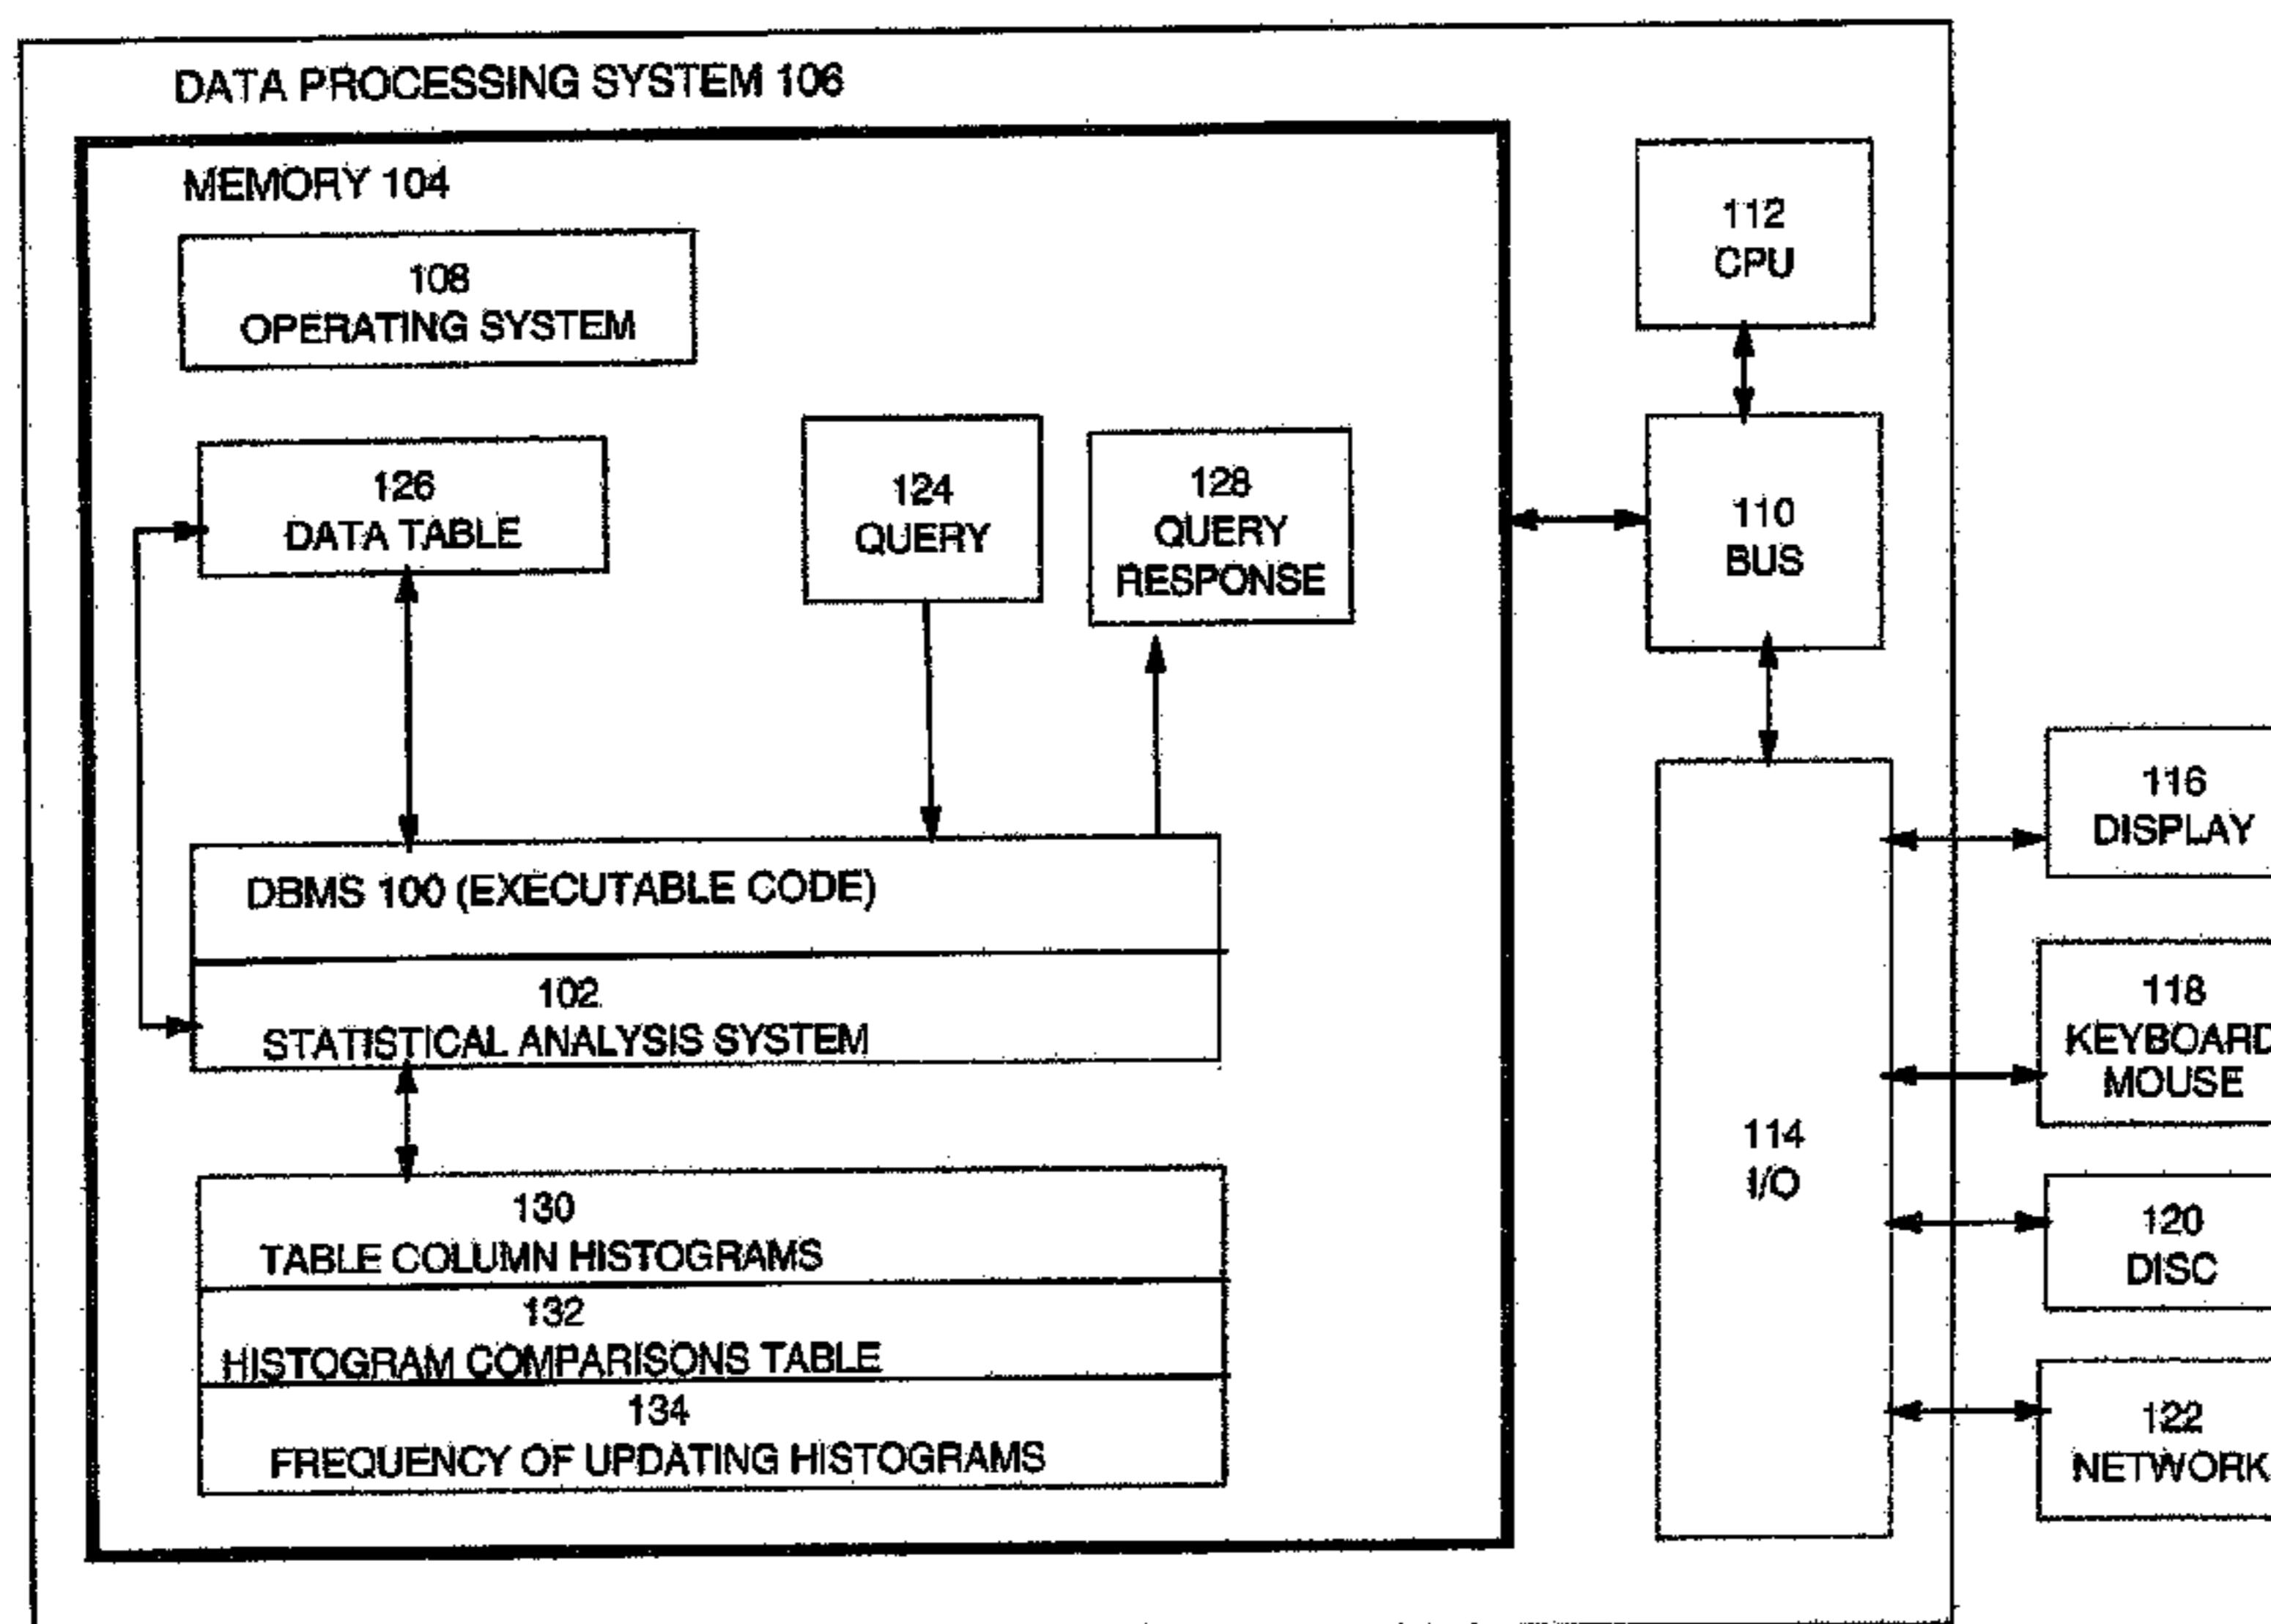 DATA PROCESSING SYSTEM 106
MEMORY 104
108
OPERATING SYSTEM
126
DATA TABLE
124
QUERY
128
QUERY
RESPONSE
DBMS 100 (EXECUTABLE CODE)
102
STATISTICAL ANALYSIS SYSTEM
130
TABLE COLUMN HISTOGRAMS
132
HISTOGRAM COMPARISONS TABLE
134
FREQUENCY OF UPDATING HISTOGRAMS
112
CPU
110
BUS
114
I/O
116
DISPLAY
118
KEYBOARD
MOUSE
120
DISC
122
NETWORK